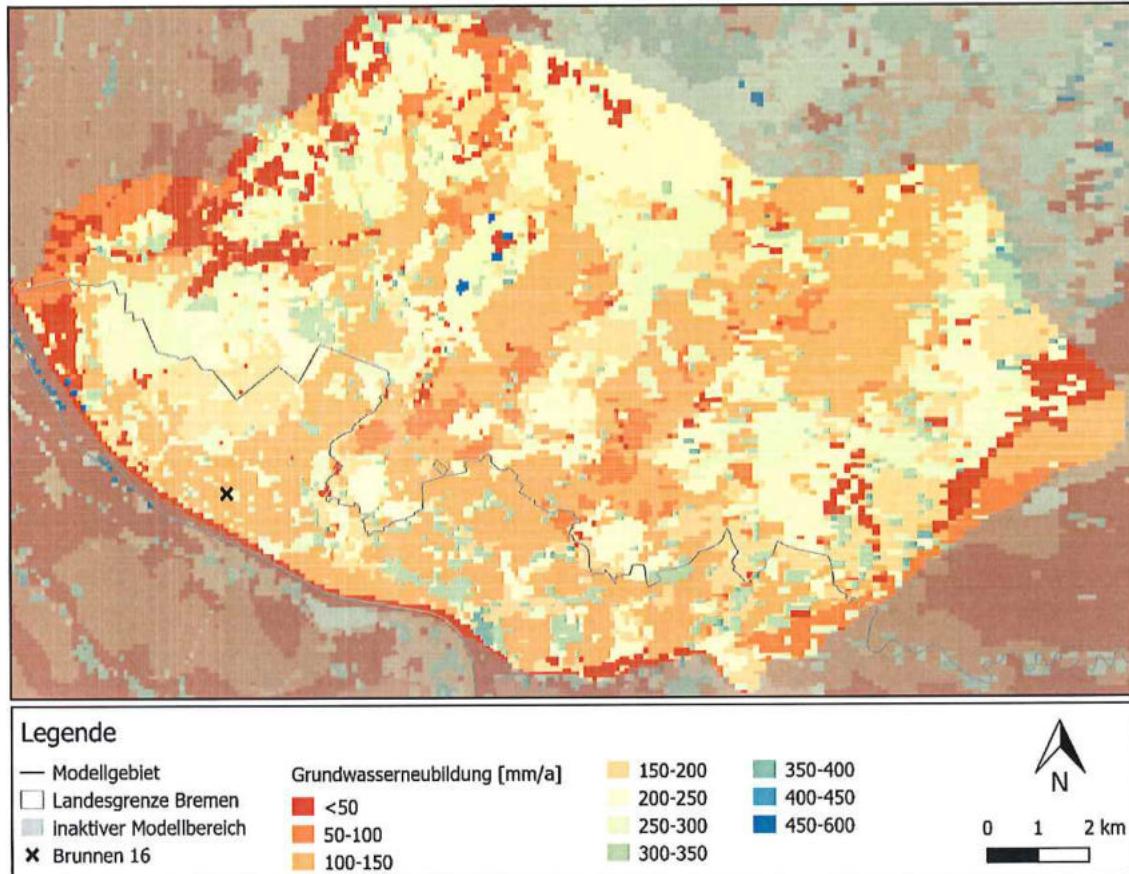 Legende
Modellgebiet
Landesgrenze Bremen
inaktiver Modellbereich
Brunnen 16
Grundwasserneubildung [mm/a]
<50
50-100
100-150
150-200
200-250
250-300
300-350
350-400
400-450
450-600
N
0 1 2 km